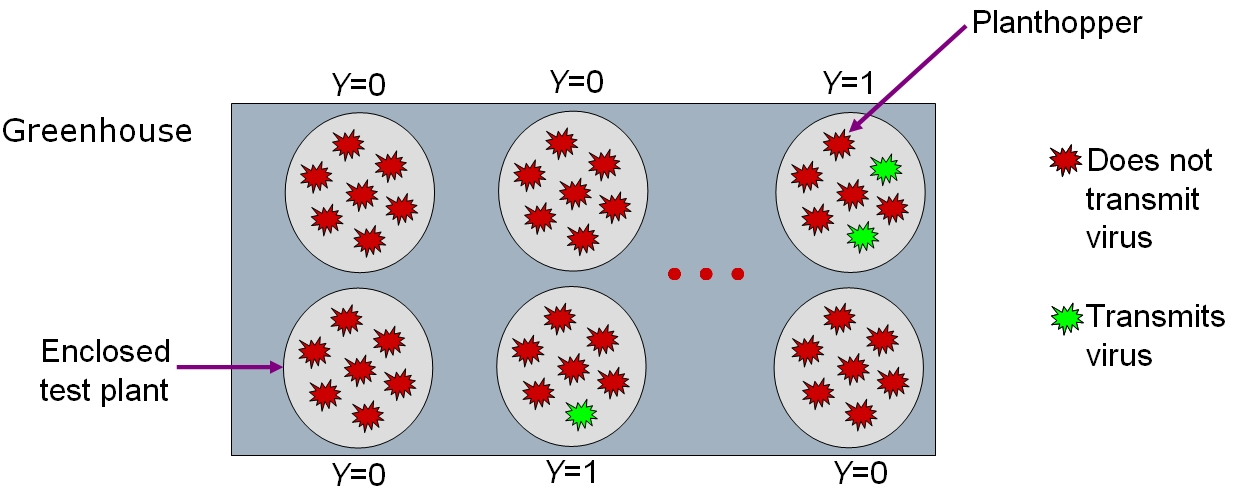 Planthopper
Y=0
Y=0
Y=1
Greenhouse
Does not
transmit
virus
Transmits
virus
Enclosed
test plant
Y=0
Y=1
Y=0